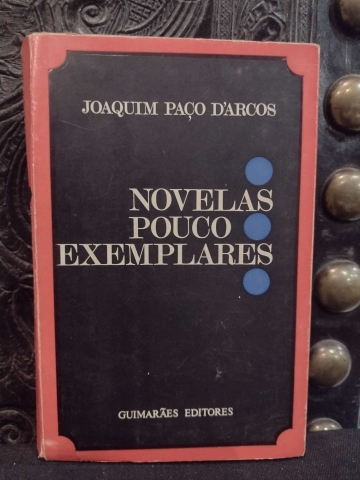 JOAQUIM PAÇO D'ARCOS
NOVELAS
POUCO
EXEMPLARES
GUIMARÃES EDITORES